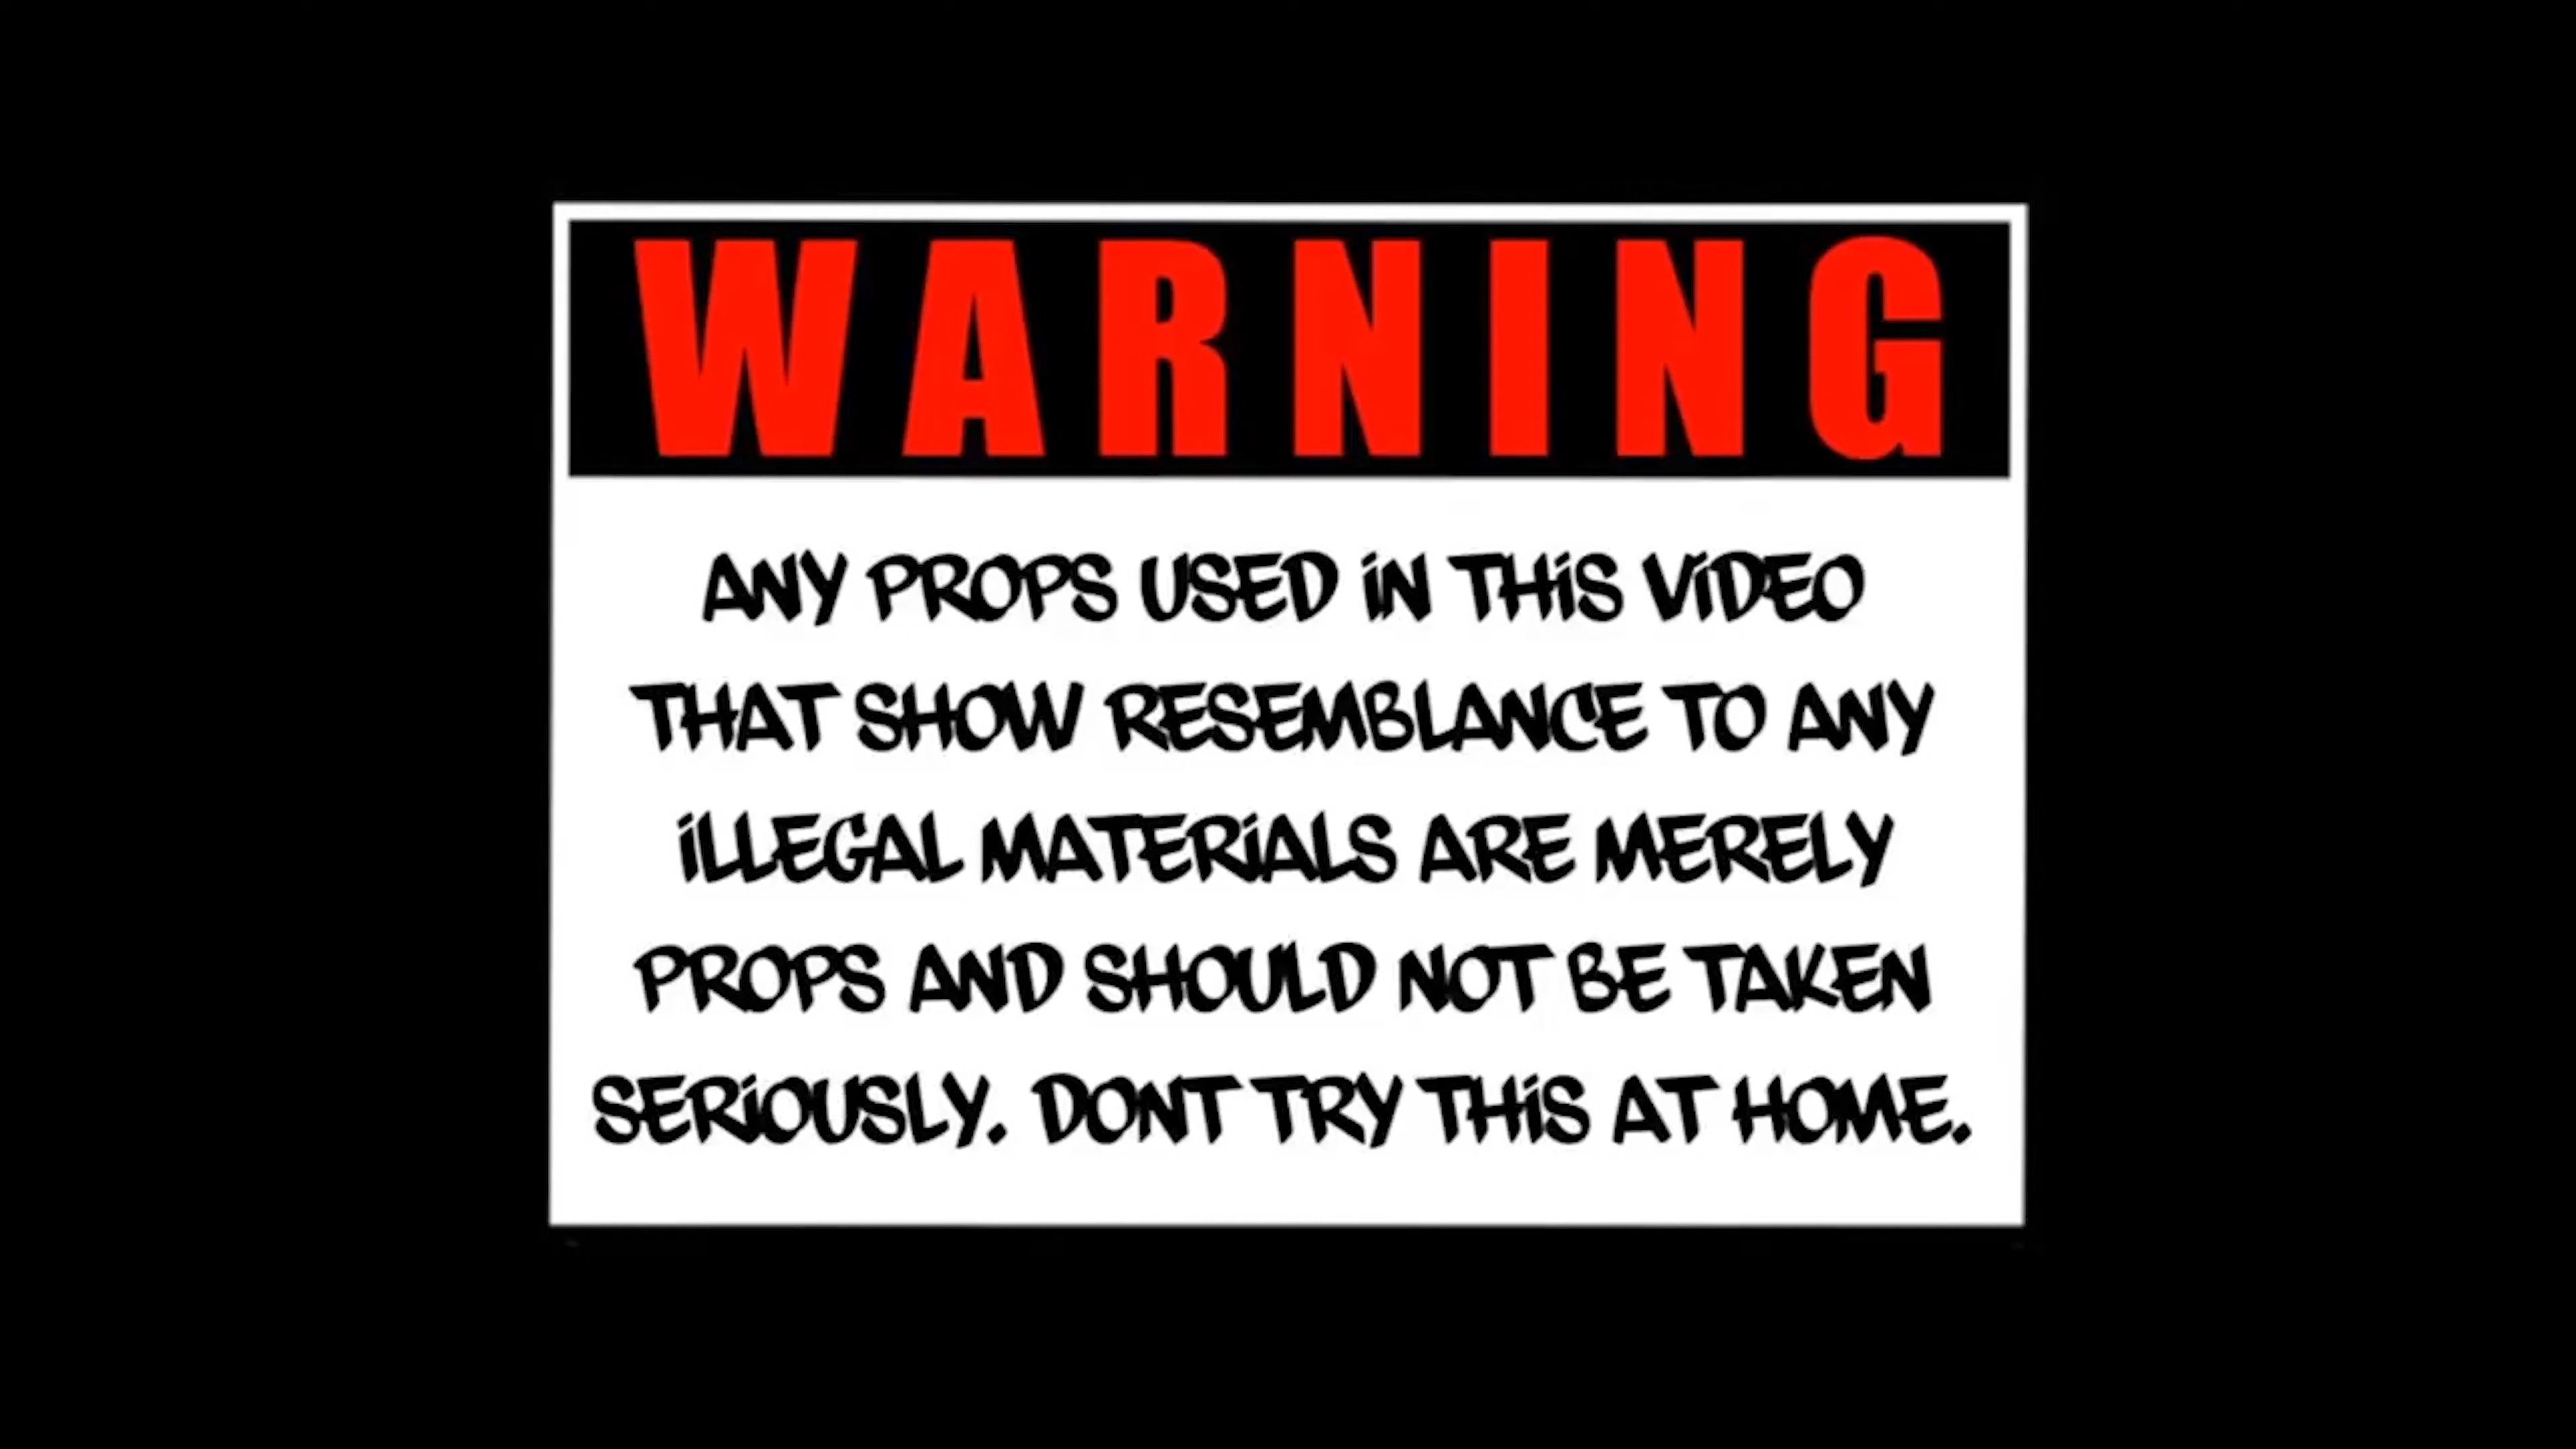 WARNING
ANY PROPS USED IN THIS VIDEO
THAT SHOW RESEMBLANCE TO ANY
ILLEGAL MATERIALS ARE MERELY
PROPS AND SHOULD NOT BE TAKEN
SERIOUSLY. DONT TRY THIS AT HOME.